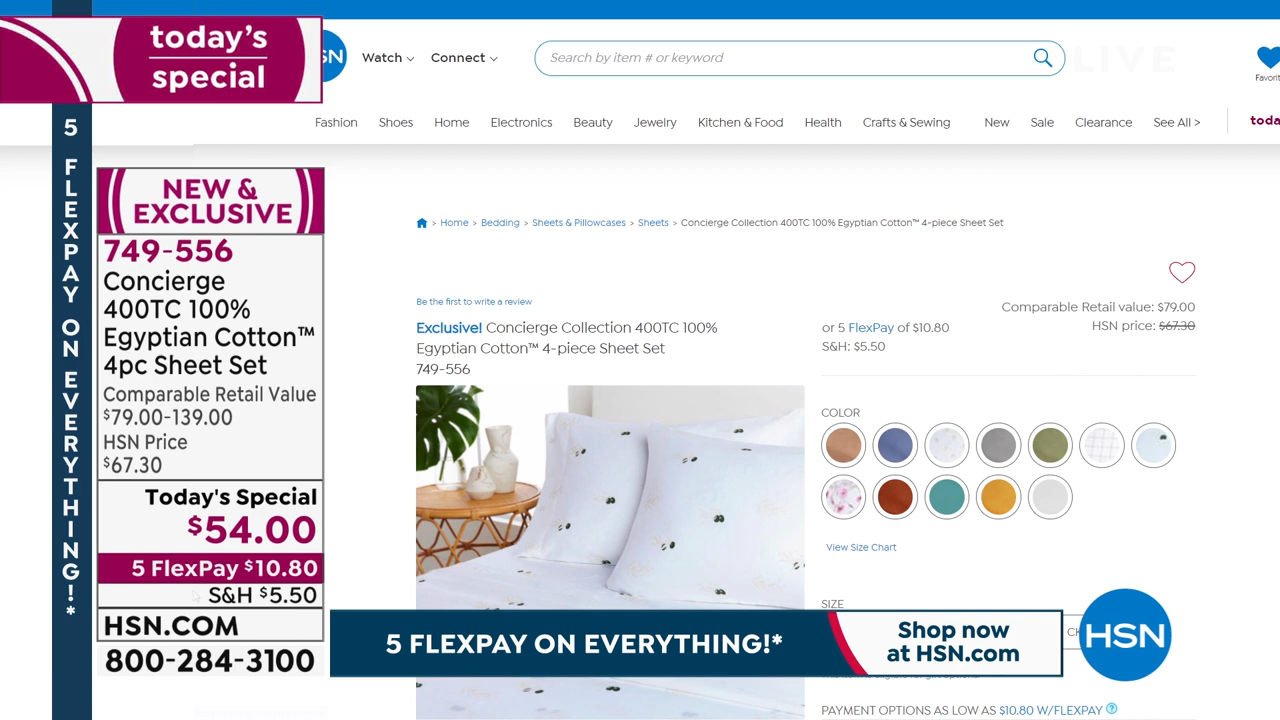 today's
special
5 FLEXPAY ON EVERYTHING!*
NEW &
EXCLUSIVE
749-556
Concierge
400TC 100%
Egyptian Cotton™
4pc Sheet Set
Comparable Retail Value
$79.00-139.00
HSN Price
$67.30
Today's Special
$54.00
5 FlexPay $10.80
S&H $5.50
HSN.COM
800-284-3100
SN
Watch
Connect
Search by item # or keyword
LIVE
Favorit
Fashion Shoes Home Electronics Beauty Jewelry Kitchen & Food Health Crafts & Sewing New Sale Clearance See All >
toda
> Home > Bedding > Sheets & Pillowcases > Sheets > Concierge Collection 400TC 100% Egyptian Cotton™ 4-piece Sheet Set
Be the first to write a review
Exclusive! Concierge Collection 400TC 100%
Egyptian Cotton™ 4-piece Sheet Set
749-556
Comparable Retail value: $79.00
HSN price: $67.30
or 5 FlexPay of $10.80
S&H: $5.50
COLOR
View Size Chart
SIZE
5 FLEXPAY ON EVERYTHING!*
Shop now
at HSN.com
HSN
PAYMENT OPTIONS AS LOW AS $10.80 W/FLEXPAY